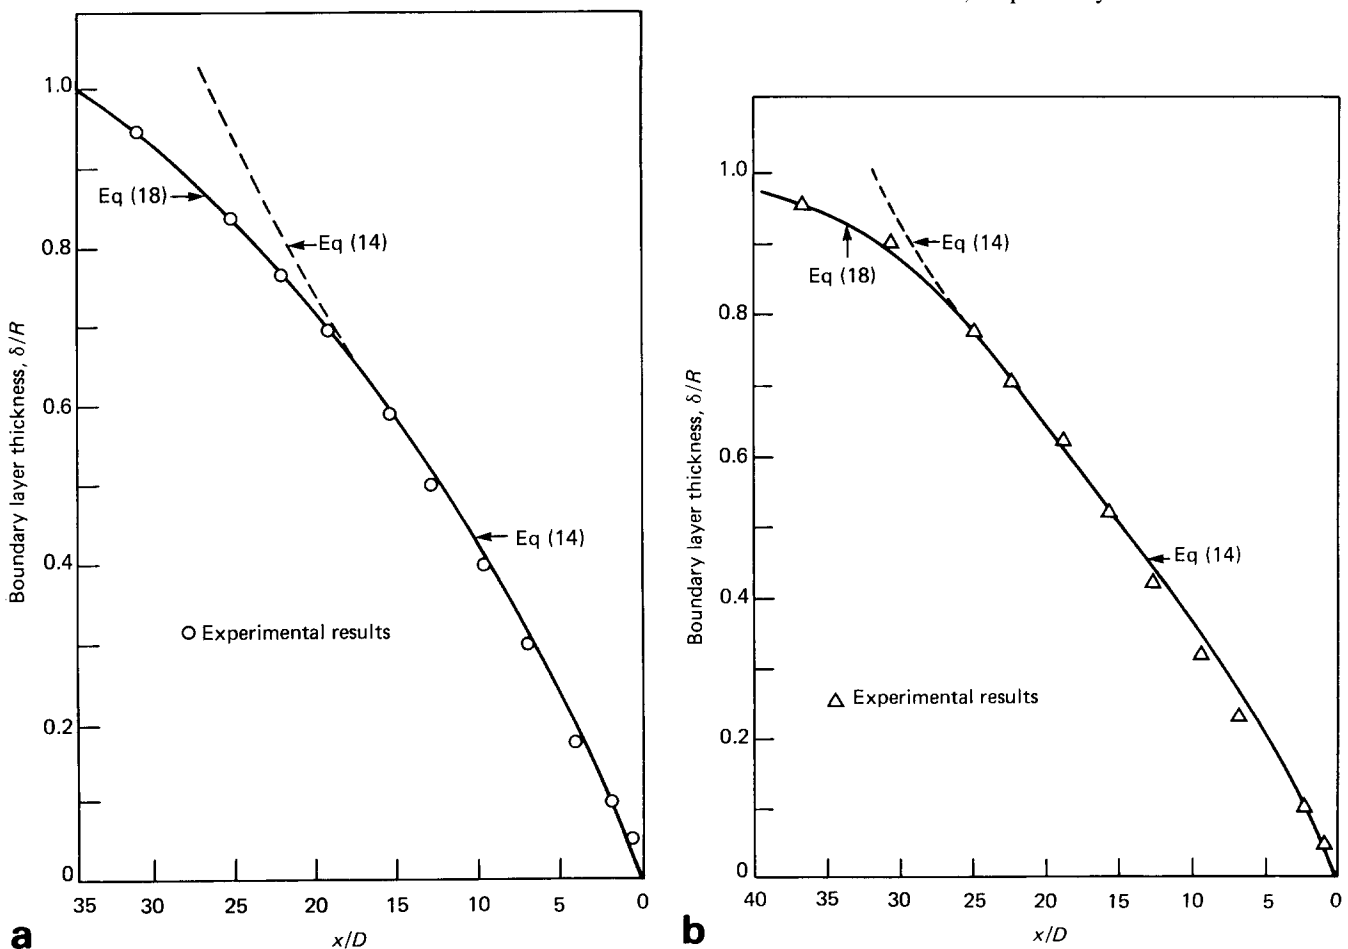 1.0
0.8
0.6
0.4
0.2
0
Boundary layer thickness, δ/R
Eq (18)
Eq (14)
Eq (14)
Experimental results
35 30 25 20 15 10 5 0
x/D
a
1.0
0.8
0.6
0.4
0.2
0
Boundary layer thickness, δ/R
Eq (14)
Eq (18)
Eq (14)
Experimental results
40 35 30 25 20 15 10 5 0
x/D
b